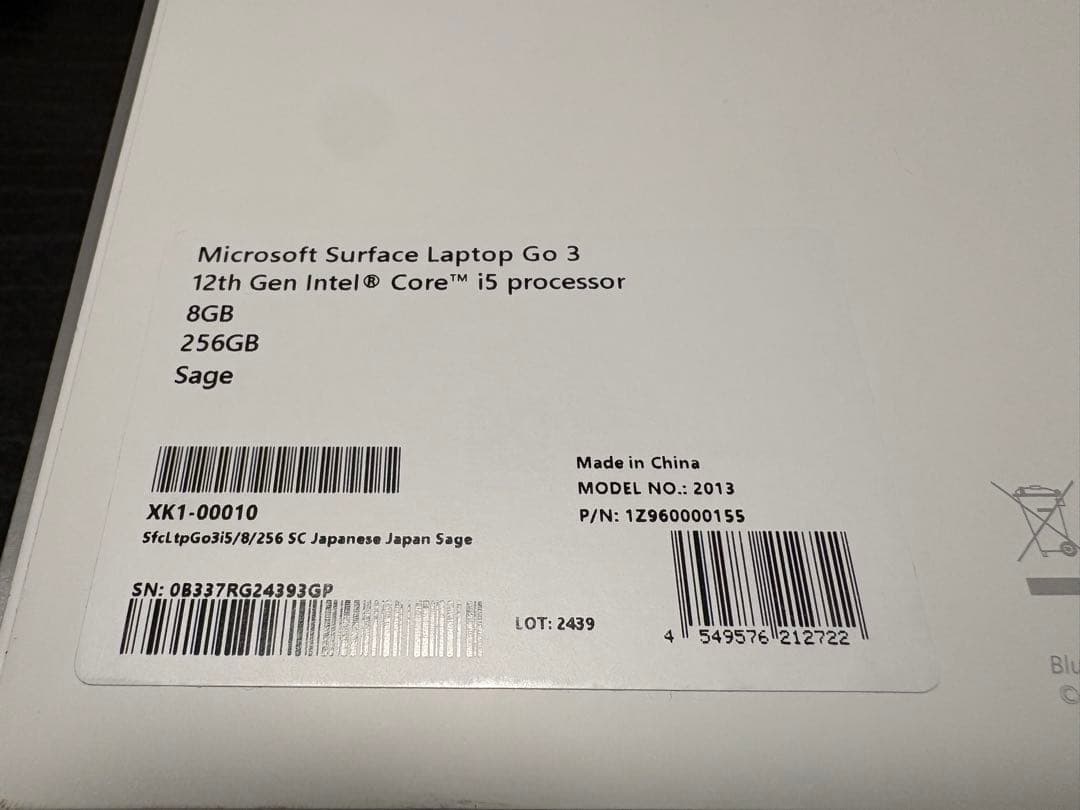 Microsoft Surface Laptop Go 3
12th Gen Intel® Core™ i5 processor
8GB
256GB
Sage
XK1-00010
SfcLtpGo3i5/8/256 SC Japanese Japan Sage
SN: 0B337RG24393GP
LOT: 2439
Made in China
MODEL NO.: 2013
P/N: 1Z960000155
4 549576 212722
Blu
©